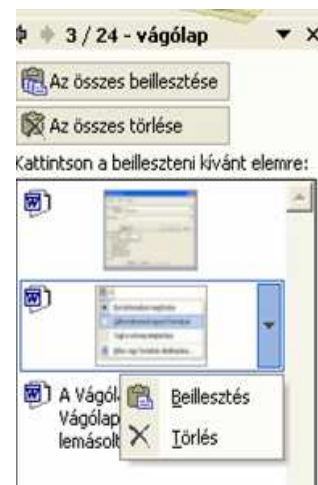 3 / 24 - vágólap
Az összes beillesztése
Az összes törlése
Kattintson a beilleszteni kívánt elemre:
A Vágól
Vágólap
lemásolt
Beillesztés
Törlés